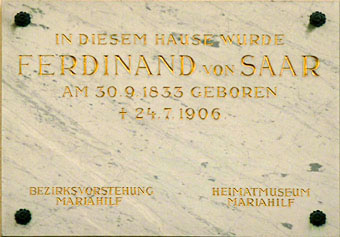 IN DIESEM HAUSE WURDE
FERDINAND VON SAAR
AM 30.9.1833 GEBOREN
✝ 24.7.1906
BEZIRKSVORSTEHUNG
MARIAHILF
HEIMATMUSEUM
MARIAHILF